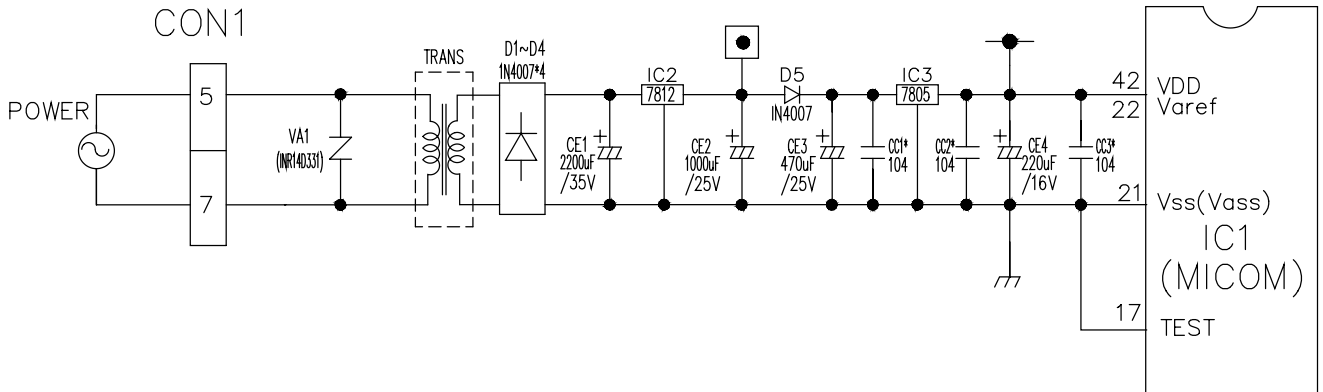 CON1
POWER
5
7
VA1
(INR14D331)
TRANS
D1~D4
1N4007*4
CE1
2200uF
/35V
IC2
7812
CE2
1000uF
/25V
D5
IN4007
CE3
470uF
/25V
CC1*
104
IC3
7805
CC2*
104
CE4
220uF
/16V
CC3*
104
42
VDD
22
Varef
21
Vss(Vass)
IC1
(MICOM)
17
TEST